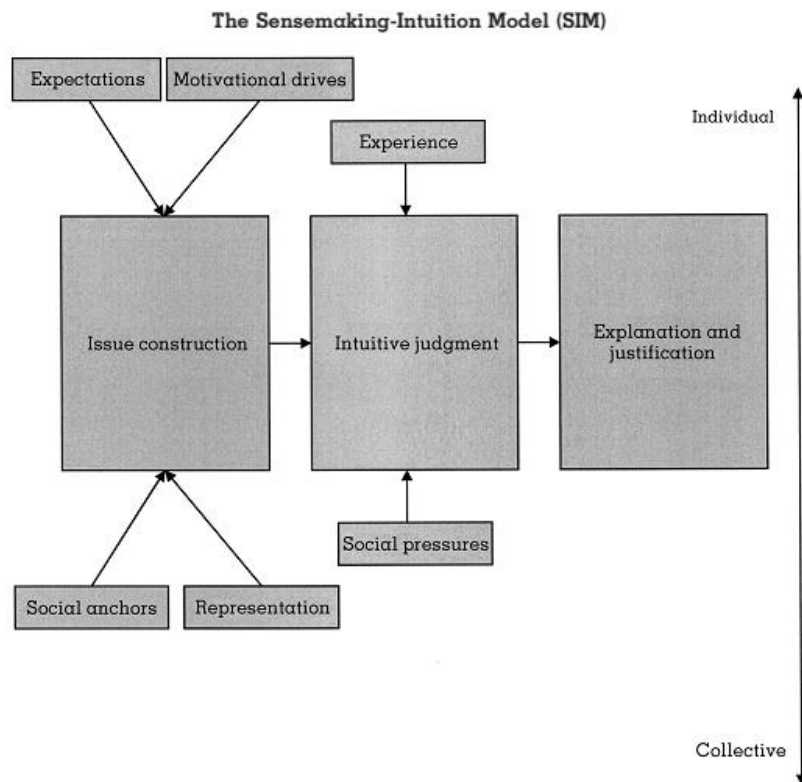 The Sensemaking-Intuition Model (SIM)
Expectations
Motivational drives
Individual
Experience
Issue construction
Intuitive judgment
Explanation and
justification
Social pressures
Social anchors
Representation
Collective